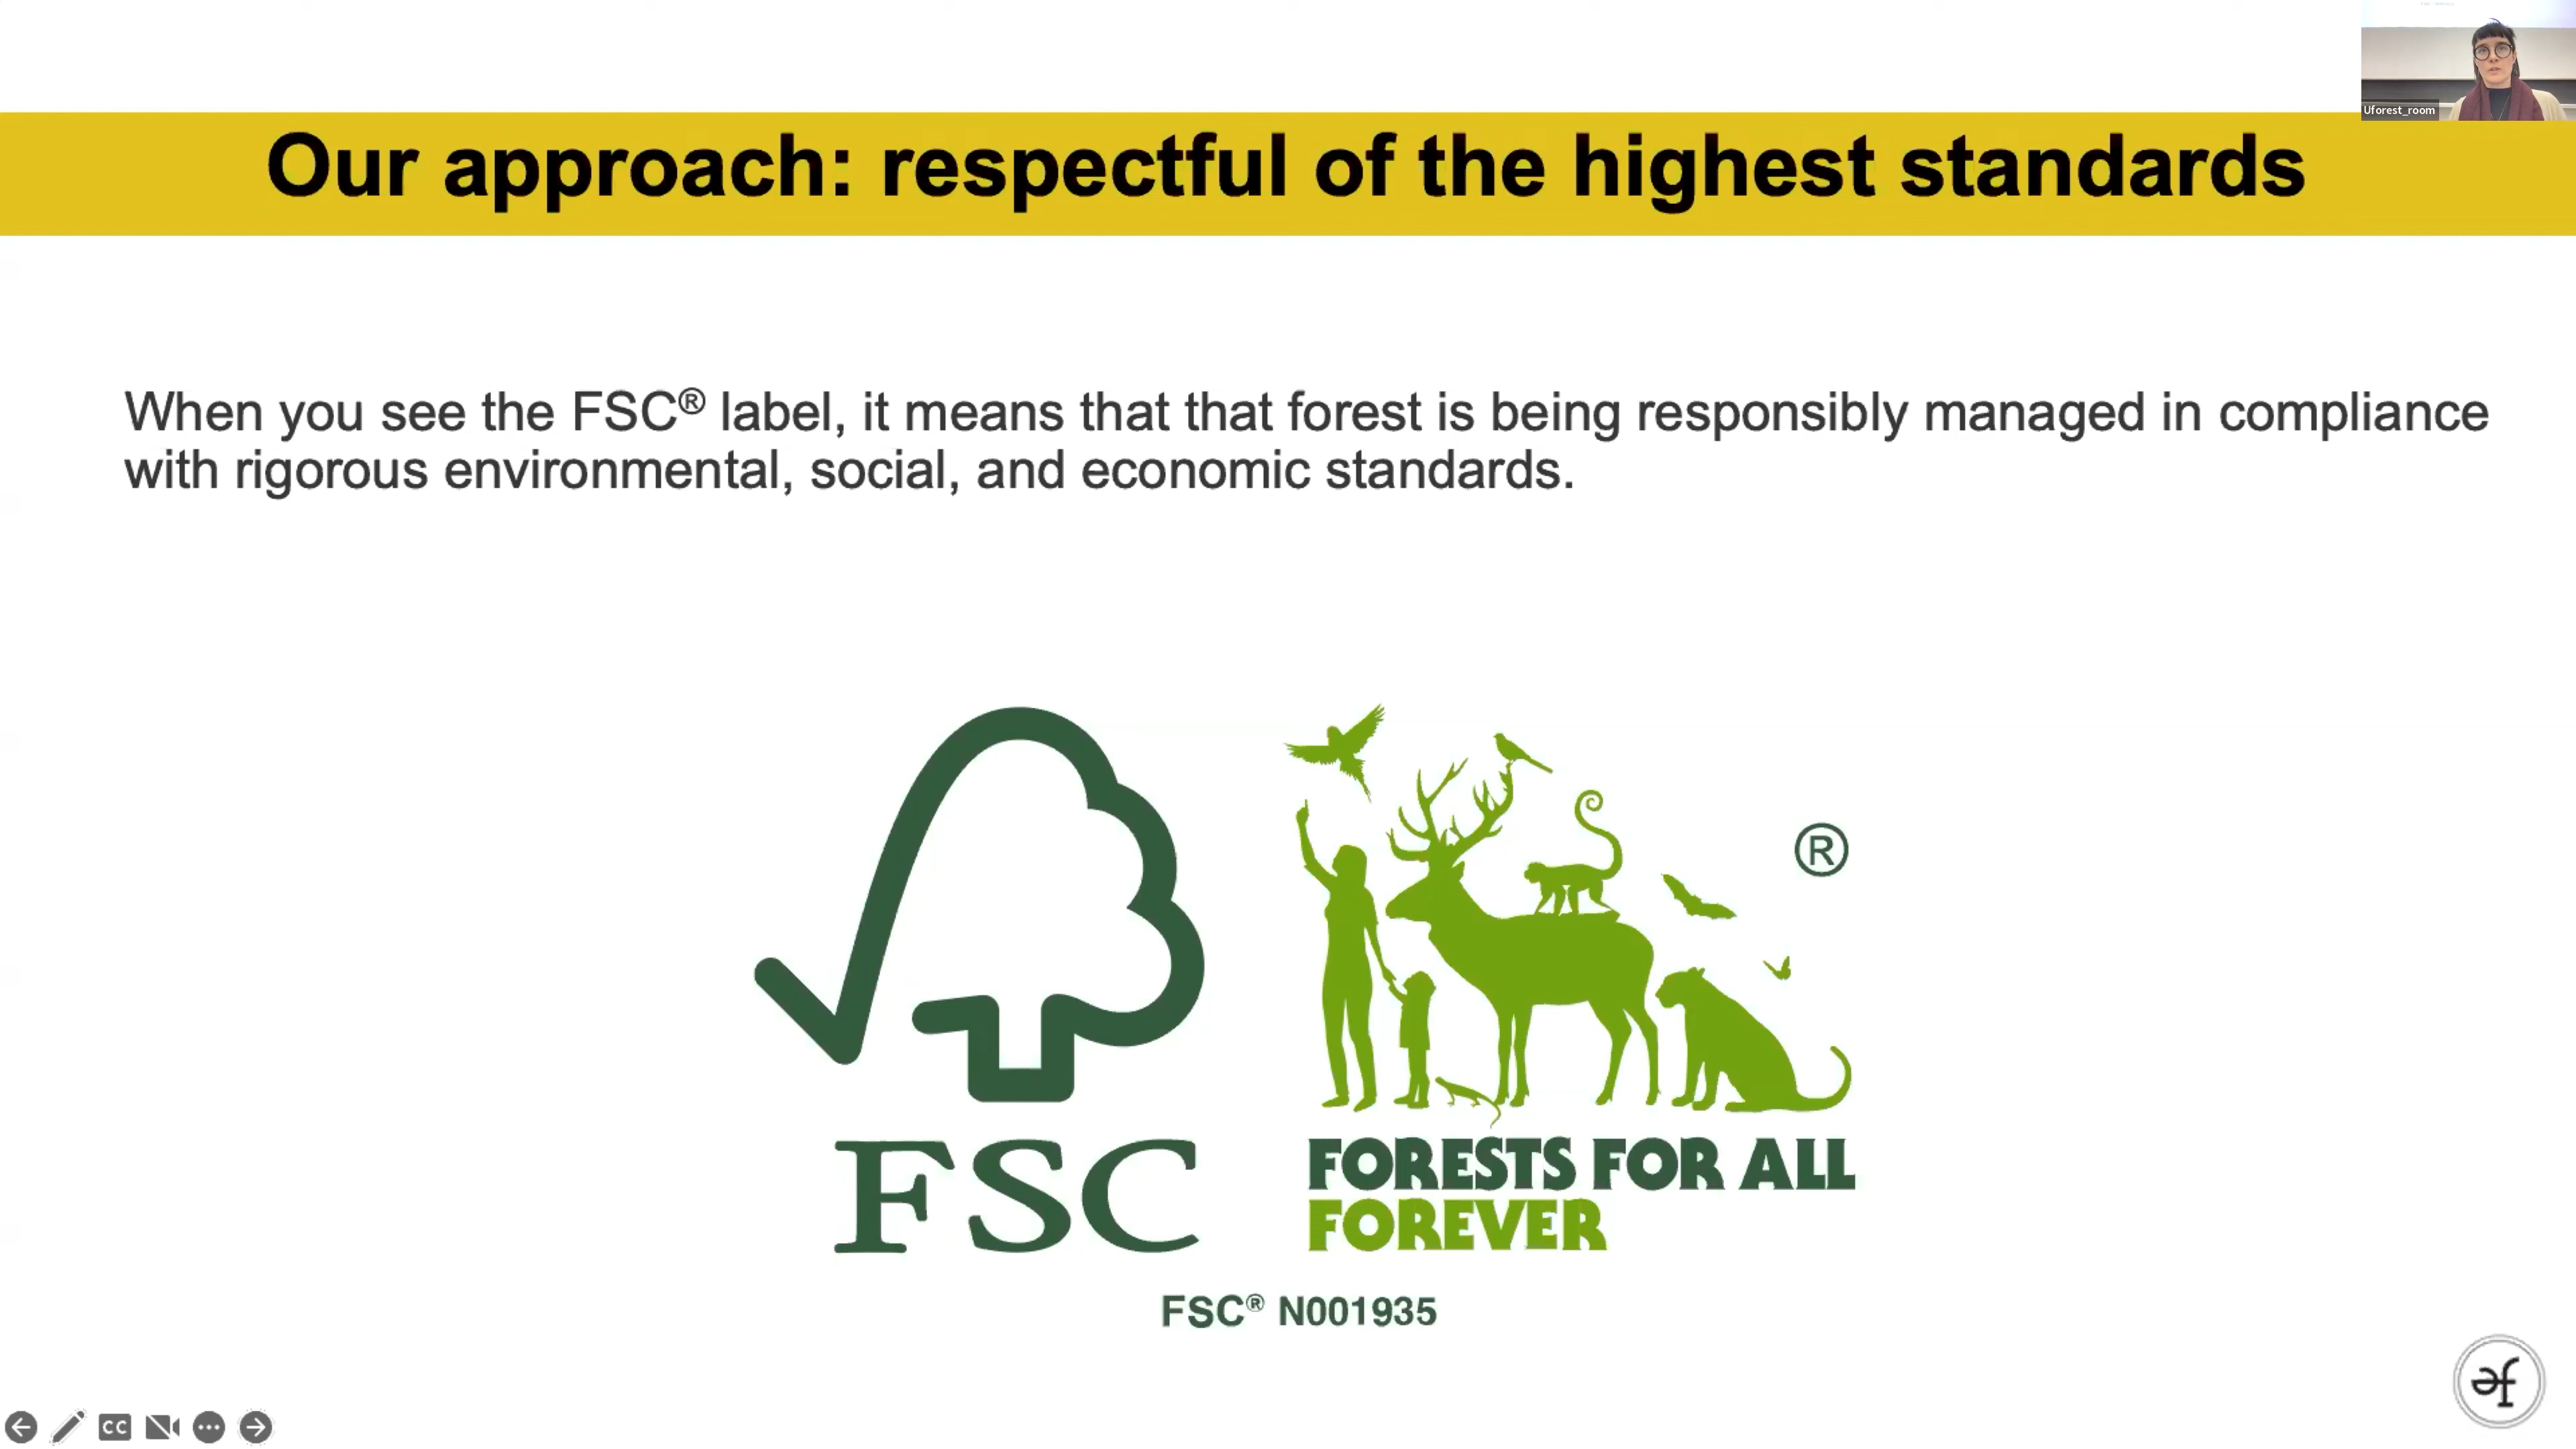 Uforest_room
Our approach: respectful of the highest standards
When you see the FSC® label, it means that that forest is being responsibly managed in compliance
with rigorous environmental, social, and economic standards.
®
FSC
FORESTS FOR ALL
FOREVER
FSC® N001935
CC